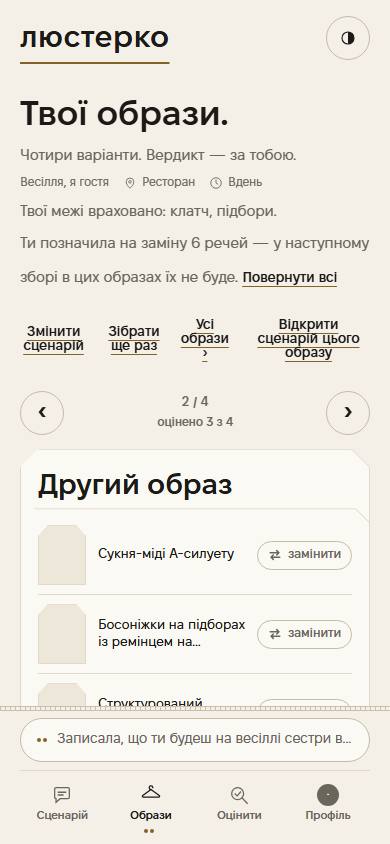 люстерко
Твої образи.
Чотири варіанти. Вердикт — за тобою.
Весілля, я гостя Ресторан Вдень
Твої межі враховано: клатч, підбори.
Ти позначила на заміну 6 речей — у наступному
зборі в цих образах їх не буде. Повернути всі
Змінити
сценарій
Зібрати
ще раз
Усі
образи
›
Відкрити
сценарій цього
образу
‹
2 / 4
оцінено 3 з 4
›
Другий образ
Сукня-міді А-силуету
замінити
Босоніжки на підборах
із ремінцем на...
замінити
Структурований
Записала, що ти будеш на весіллі сестри в...
Сценарій
Образи
Оцінити
Профіль